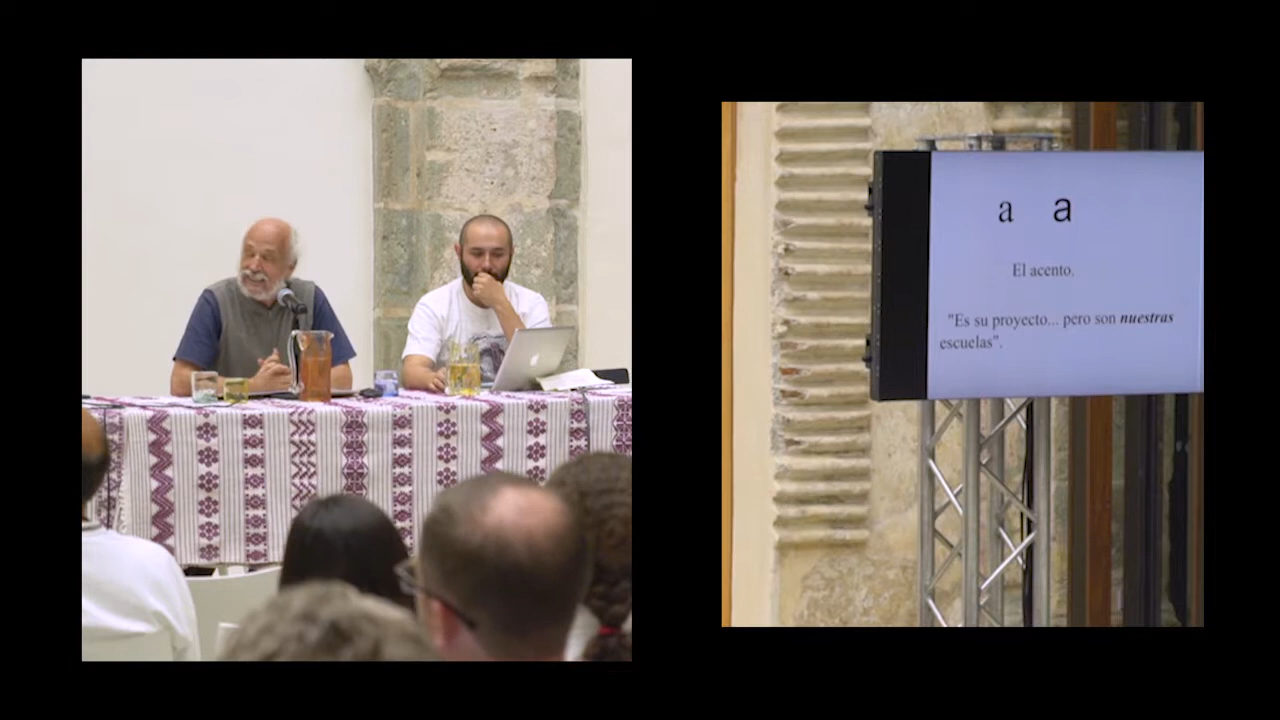 a a
El acento.
"Es su proyecto... pero son nuestras
escuelas".